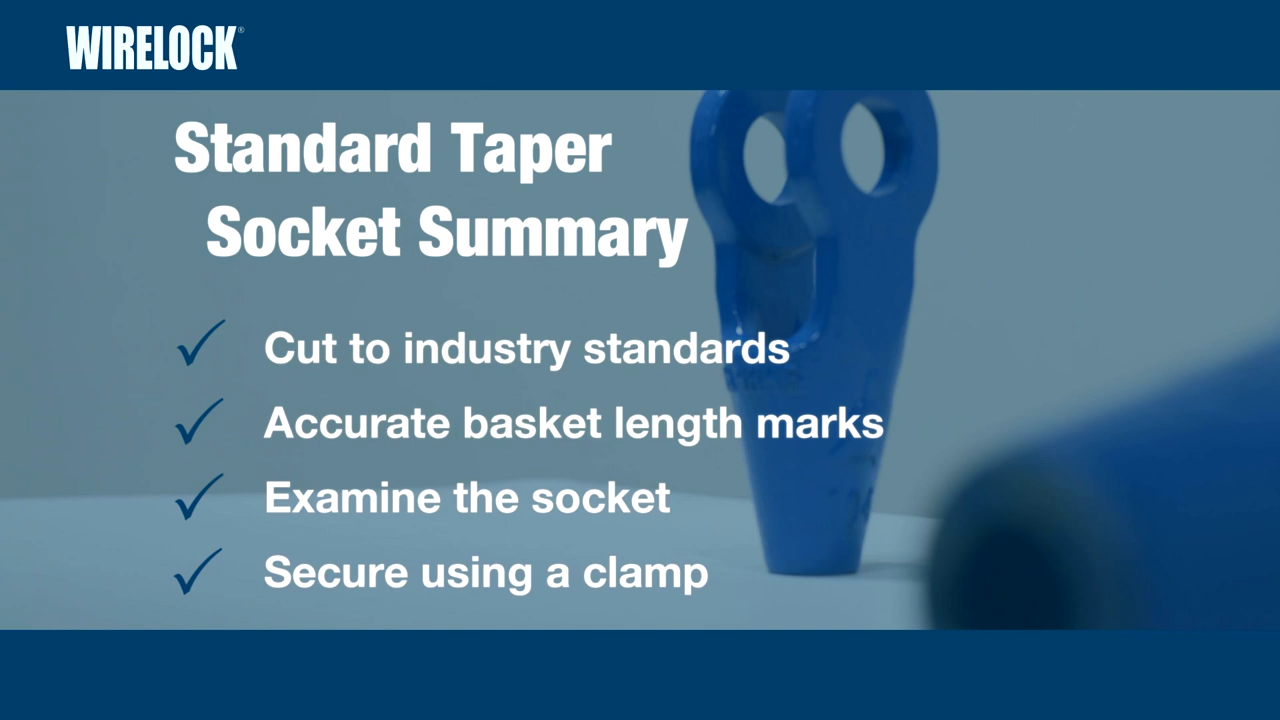 WIRELOCK®
Standard Taper
Socket Summary
Cut to industry standards
Accurate basket length marks
Examine the socket
Secure using a clamp